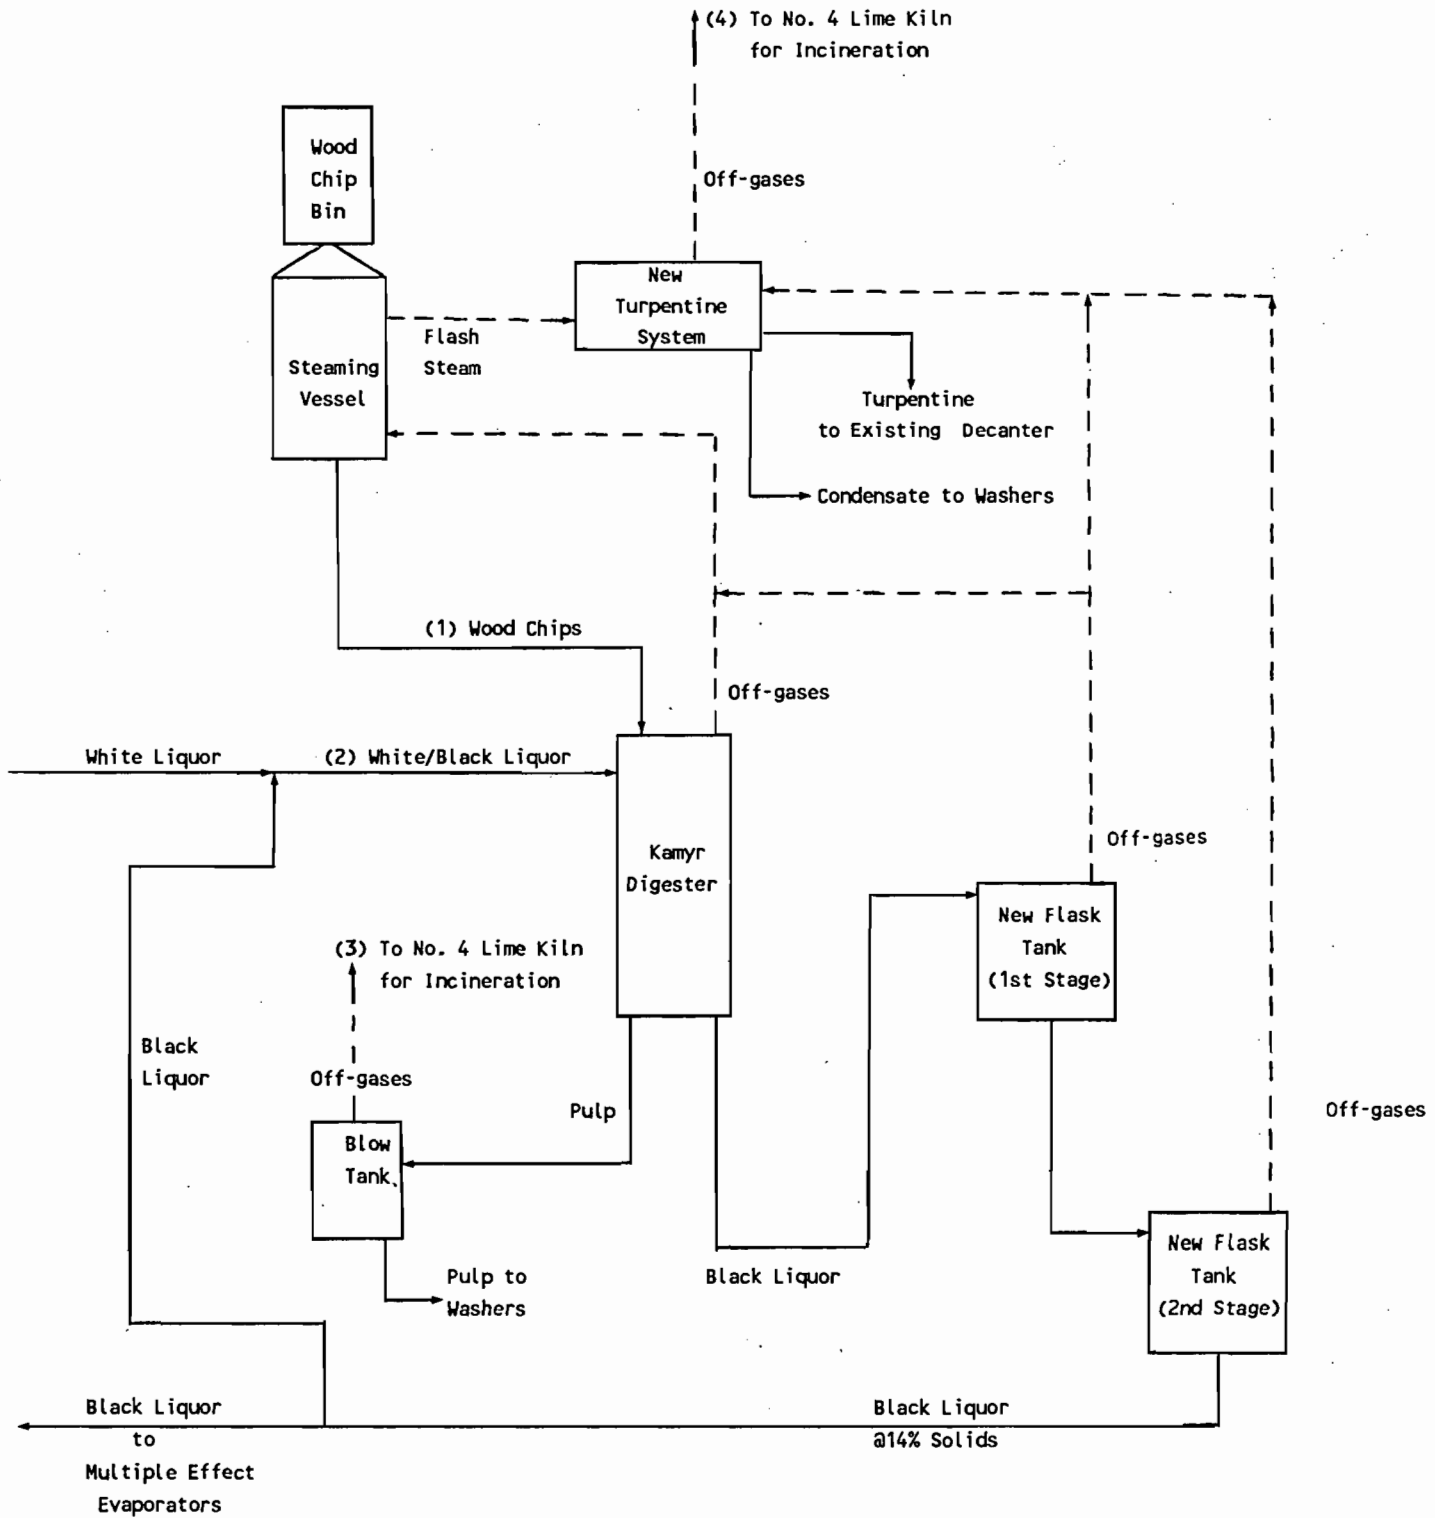 (4) To No. 4 Lime Kiln
for Incineration
Wood
Chip
Bin
Off-gases
New
Turpentine
System
Flash
Steam
Steaming
Vessel
Turpentine
to Existing Decanter
Condensate to Washers
(1) Wood Chips
Off-gases
White Liquor
(2) White/Black Liquor
Kamyr
Digester
Off-gases
New Flask
Tank
(1st Stage)
(3) To No. 4 Lime Kiln
for Incineration
Black
Liquor
Off-gases
Pulp
Off-gases
Blow
Tank
New Flask
Tank
(2nd Stage)
Pulp to
Washers
Black Liquor
Black Liquor
to
Multiple Effect
Evaporators
Black Liquor
@14% Solids